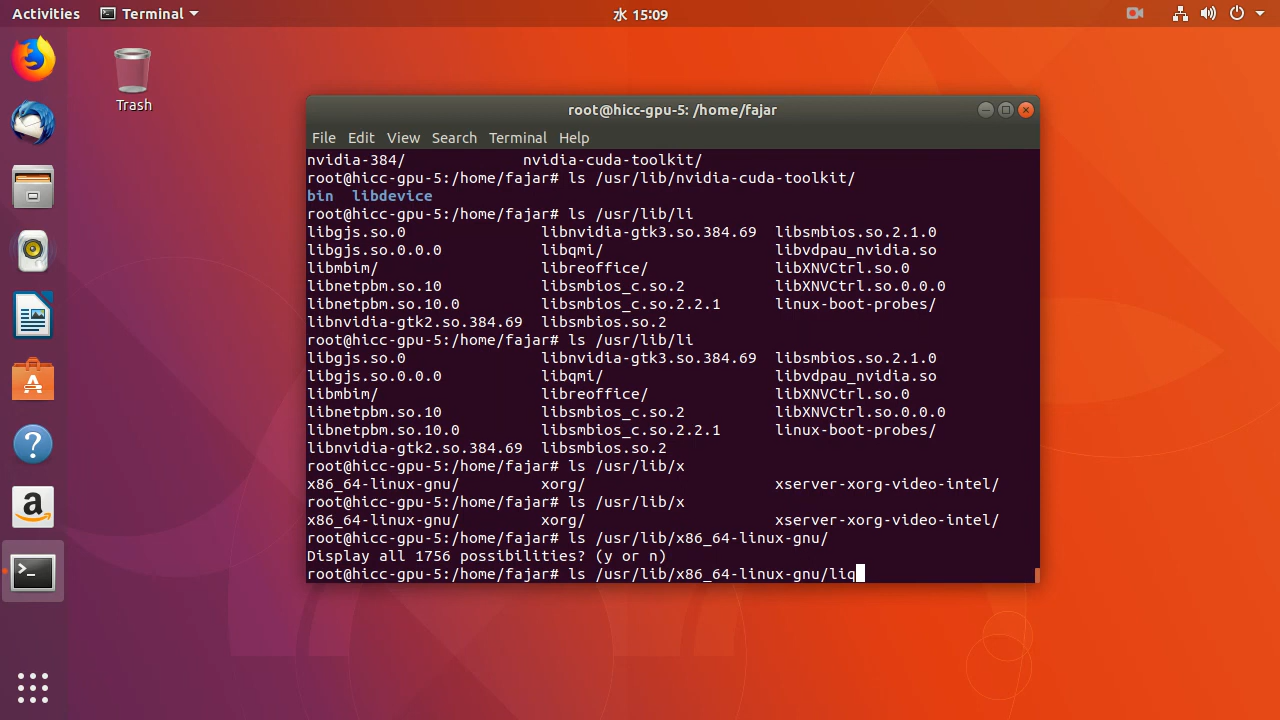 Activities Terminal 水 15:09
Trash
root@hicc-gpu-5: /home/fajar
File Edit View Search Terminal Help
nvidia-384/ nvidia-cuda-toolkit/
root@hicc-gpu-5:/home/fajar# ls /usr/lib/nvidia-cuda-toolkit/
bin libdevice
root@hicc-gpu-5:/home/fajar# ls /usr/lib/li
libgjs.so.0 libnvidia-gtk3.so.384.69 libsmbios.so.2.1.0
libgjs.so.0.0.0 libqmi/ libvdpau_nvidia.so
libmbim/ libreoffice/ libXNVCtrl.so.0
libnetpbm.so.10 libsmbios_c.so.2 libXNVCtrl.so.0.0.0
libnetpbm.so.10.0 libsmbios_c.so.2.2.1 linux-boot-probes/
libnvidia-gtk2.so.384.69 libsmbios.so.2
root@hicc-gpu-5:/home/fajar# ls /usr/lib/li
libgjs.so.0 libnvidia-gtk3.so.384.69 libsmbios.so.2.1.0
libgjs.so.0.0.0 libqmi/ libvdpau_nvidia.so
libmbim/ libreoffice/ libXNVCtrl.so.0
libnetpbm.so.10 libsmbios_c.so.2 libXNVCtrl.so.0.0.0
libnetpbm.so.10.0 libsmbios_c.so.2.2.1 linux-boot-probes/
libnvidia-gtk2.so.384.69 libsmbios.so.2
root@hicc-gpu-5:/home/fajar# ls /usr/lib/x
x86_64-linux-gnu/ xorg/ xserver-xorg-video-intel/
root@hicc-gpu-5:/home/fajar# ls /usr/lib/x
x86_64-linux-gnu/ xorg/ xserver-xorg-video-intel/
root@hicc-gpu-5:/home/fajar# ls /usr/lib/x86_64-linux-gnu/
Display all 1756 possibilities? (y or n)
root@hicc-gpu-5:/home/fajar# ls /usr/lib/x86_64-linux-gnu/liq